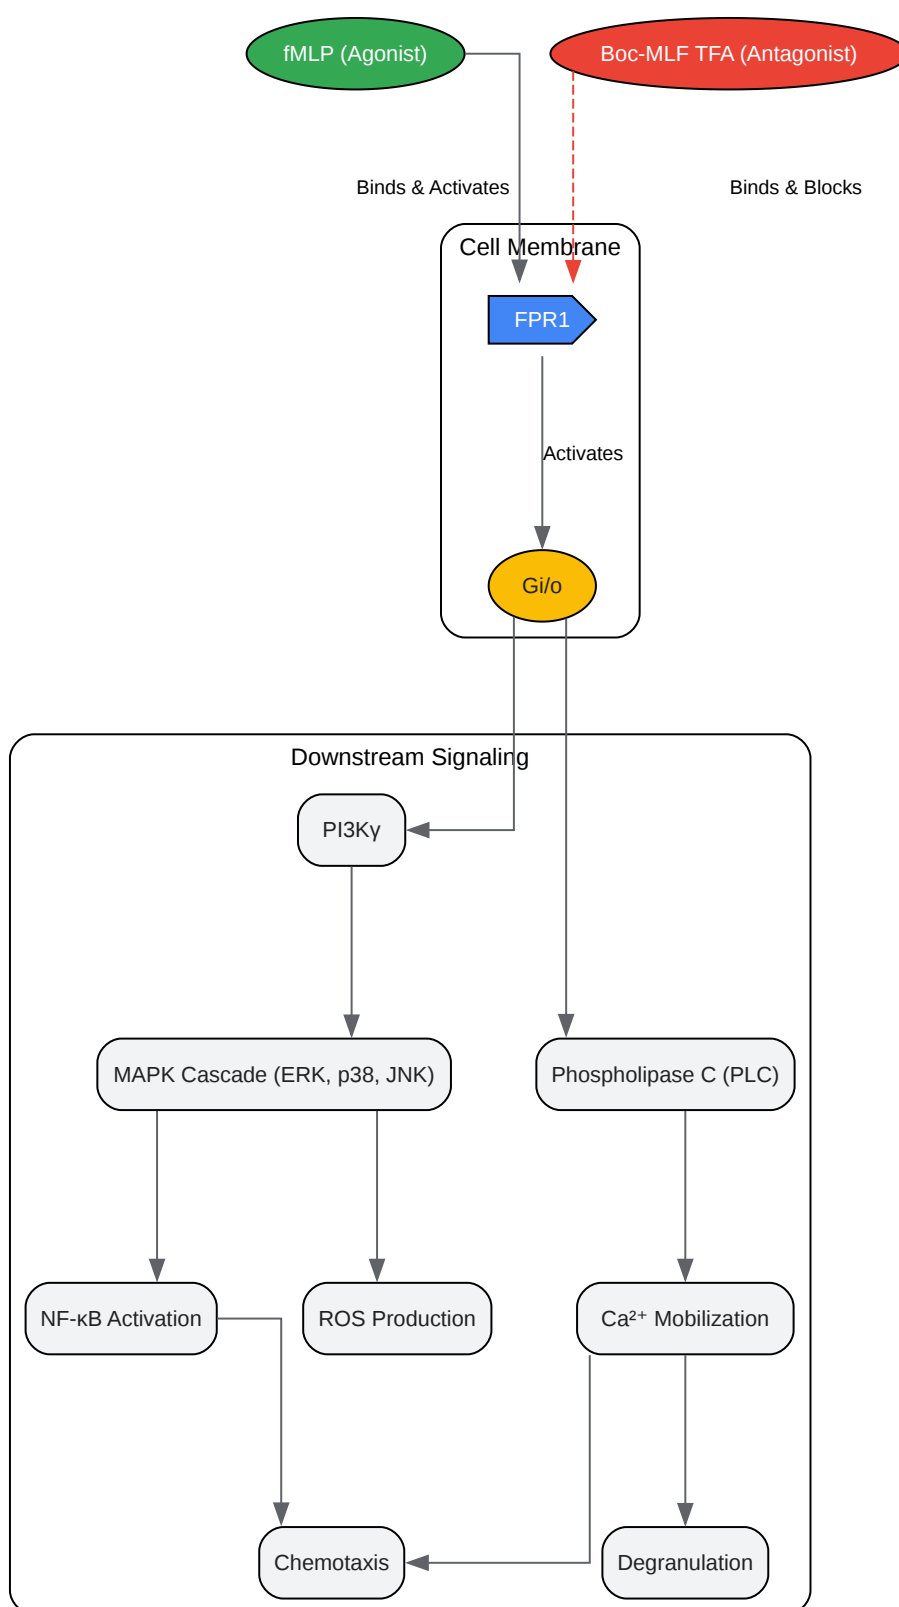 fMLP (Agonist)
Boc-MLF TFA (Antagonist)
Binds & Activates
Binds & Blocks
Cell Membrane
FPR1
Activates
Gi/o
Downstream Signaling
PI3Kγ
MAPK Cascade (ERK, p38, JNK)
Phospholipase C (PLC)
NF-κB Activation
ROS Production
Ca²⁺ Mobilization
Chemotaxis
Degranulation